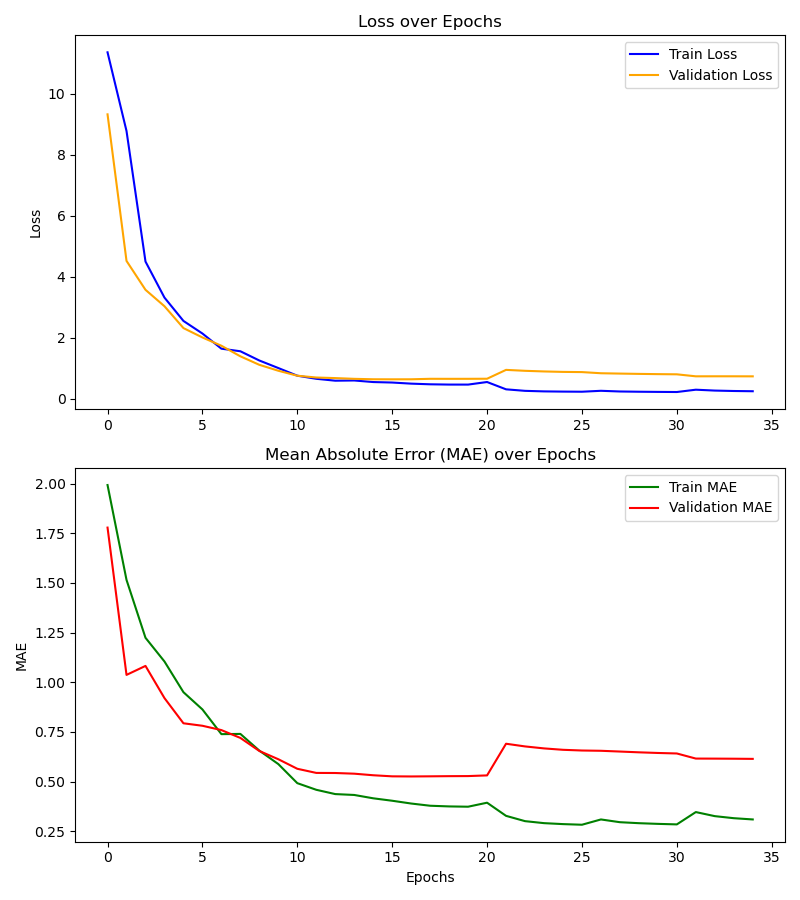 Loss over Epochs
Train Loss
Validation Loss
Loss
10
8
6
4
2
0
0 5 10 15 20 25 30 35
Mean Absolute Error (MAE) over Epochs
Train MAE
Validation MAE
MAE
2.00
1.75
1.50
1.25
1.00
0.75
0.50
0.25
0 5 10 15 20 25 30 35
Epochs